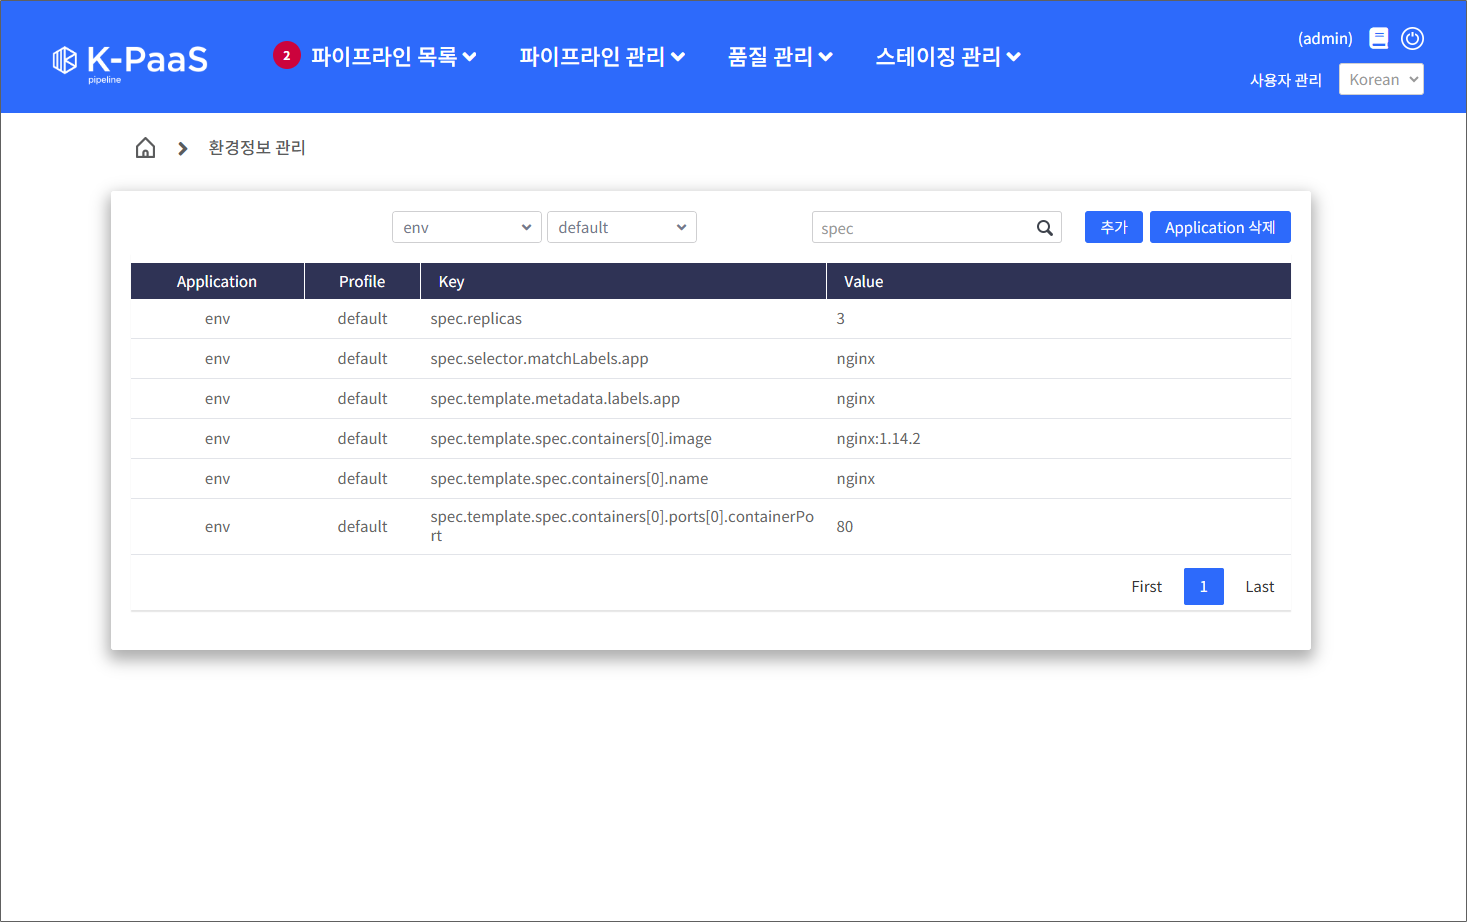 K-PaaS
pipeline
2 파이프라인 목록 파이프라인 관리 품질 관리 스테이징 관리
(admin)
사용자 관리 Korean
환경정보 관리
env default spec 추가 Application 삭제
Application Profile Key Value
env default spec.replicas 3
env default spec.selector.matchLabels.app nginx
env default spec.template.metadata.labels.app nginx
env default spec.template.spec.containers[0].image nginx:1.14.2
env default spec.template.spec.containers[0].name nginx
env default spec.template.spec.containers[0].ports[0].containerPo
rt 80
First 1 Last